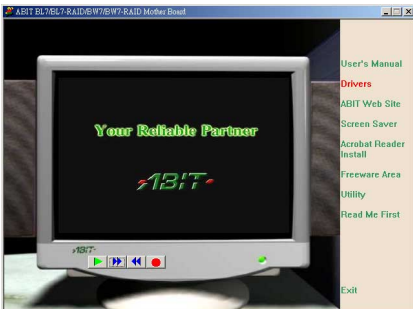 ABIT BL7/BL7-RAID/BW7/BW7-RAID Mother Board
Your Reliable Partner
ABIT
ABIT
User's Manual
Drivers
ABIT Web Site
Screen Saver
Acrobat Reader
Install
Freeware Area
Utility
Read Me First
Exit